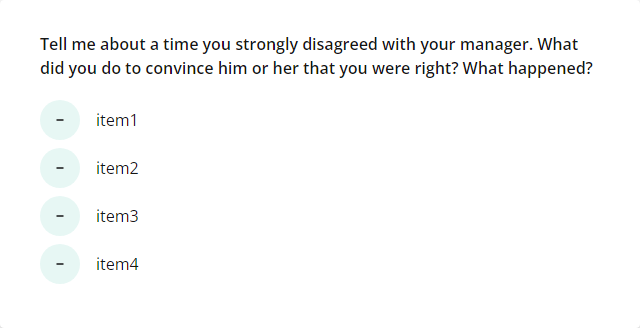 Tell me about a time you strongly disagreed with your manager. What
did you do to convince him or her that you were right? What happened?
- item1
- item2
- item3
- item4